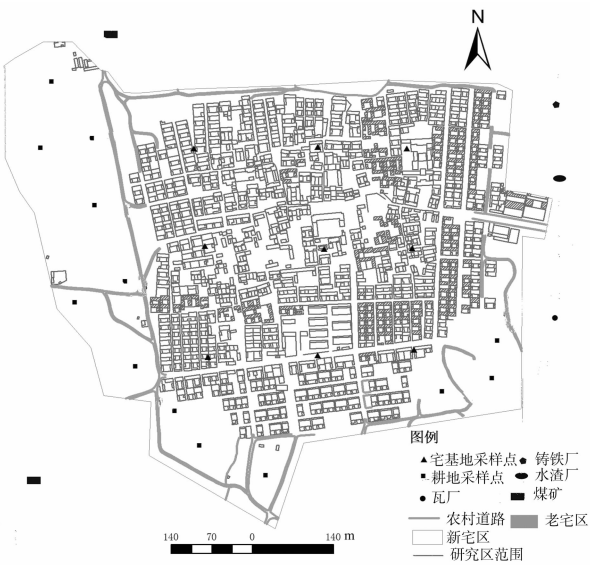 N
图例
宅基地采样点 铸铁厂
耕地采样点 水渣厂
瓦厂 煤矿
农村道路 老宅区
新宅区
研究区范围
140 70 0 140 m